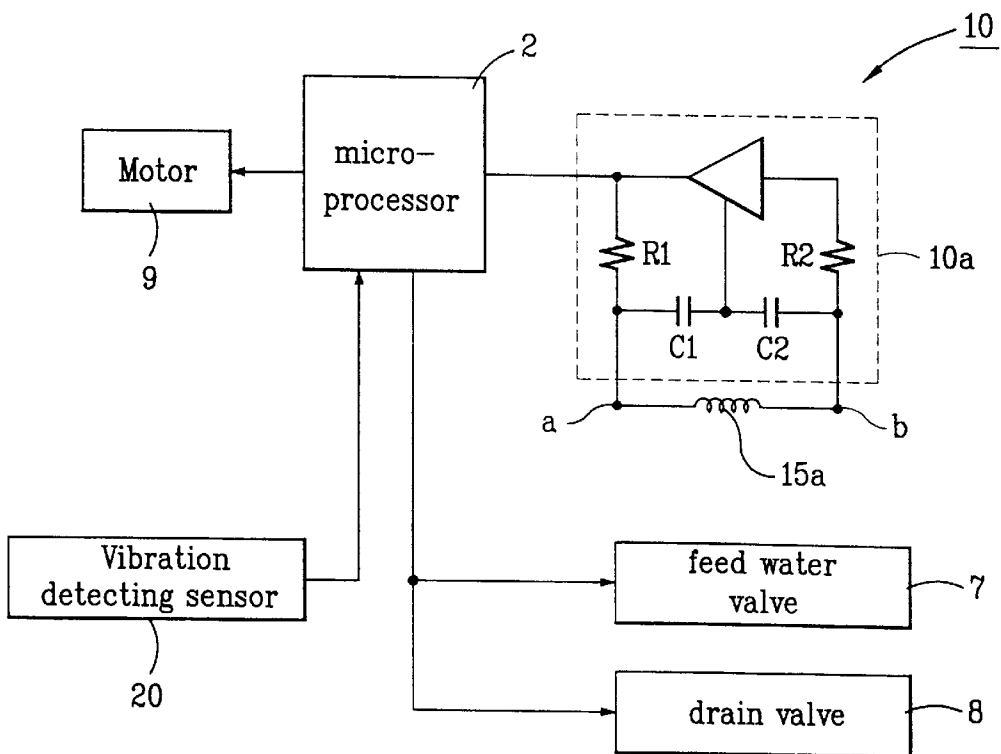 10
2
micro-
processor
Motor
9
R1
R2
10a
C1
C2
a
b
15a
Vibration
detecting sensor
20
feed water
valve
7
drain valve
8